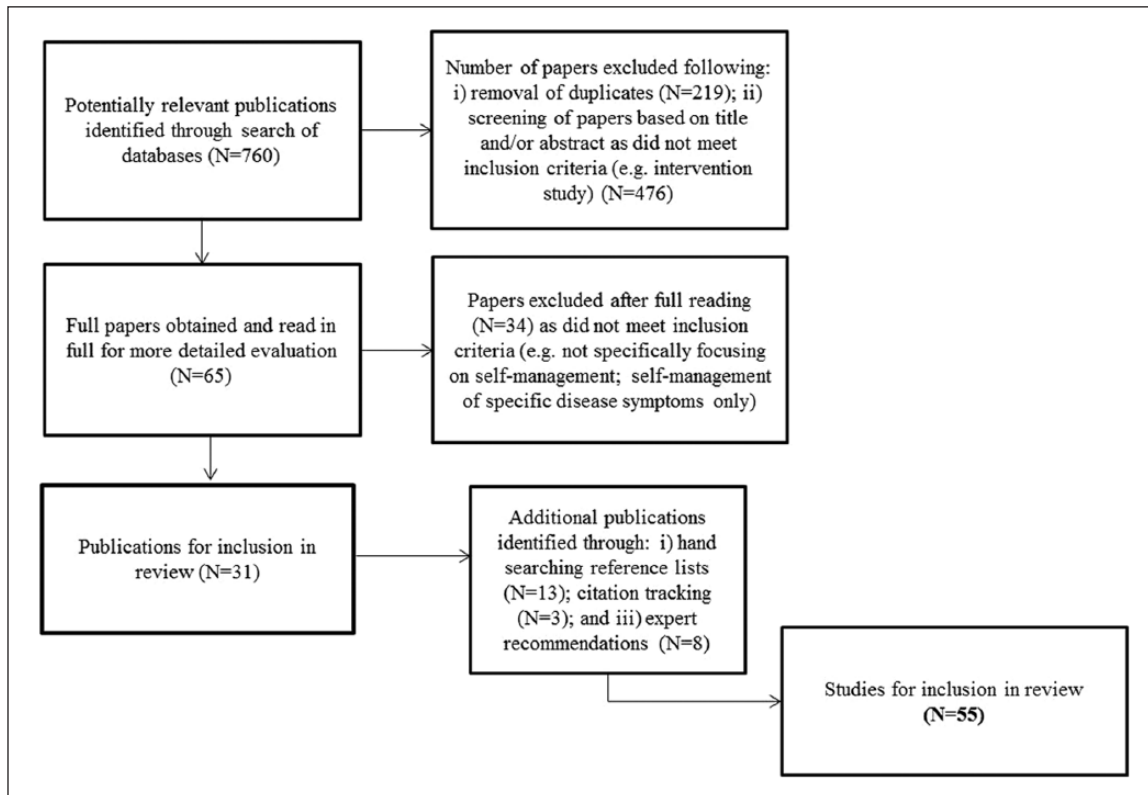 Potentially relevant publications
identified through search of
databases (N=760)
Number of papers excluded following:
i) removal of duplicates (N=219); ii)
screening of papers based on title
and/or abstract as did not meet
inclusion criteria (e.g. intervention
study) (N=476)
Full papers obtained and read in
full for more detailed evaluation
(N=65)
Papers excluded after full reading
(N=34) as did not meet inclusion
criteria (e.g. not specifically focusing
on self-management; self-management
of specific disease symptoms only)
Publications for inclusion in
review (N=31)
Additional publications
identified through: i) hand
searching reference lists
(N=13); citation tracking
(N=3); and iii) expert
recommendations (N=8)
Studies for inclusion in review
(N=55)